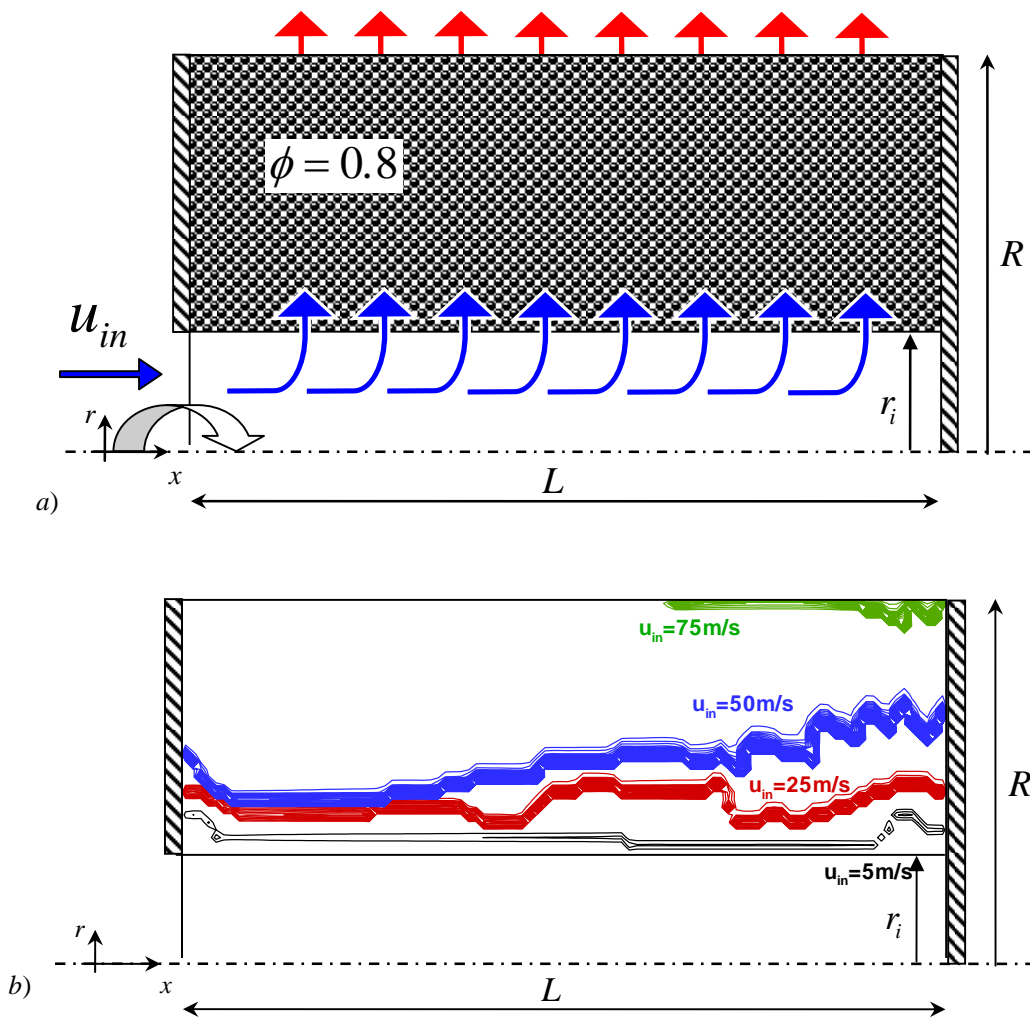 ϕ = 0.8
R
u_in
r_i
r
x
L
a)
u_in=75m/s
u_in=50m/s
u_in=25m/s
R
u_in=5m/s
r_i
r
x
L
b)